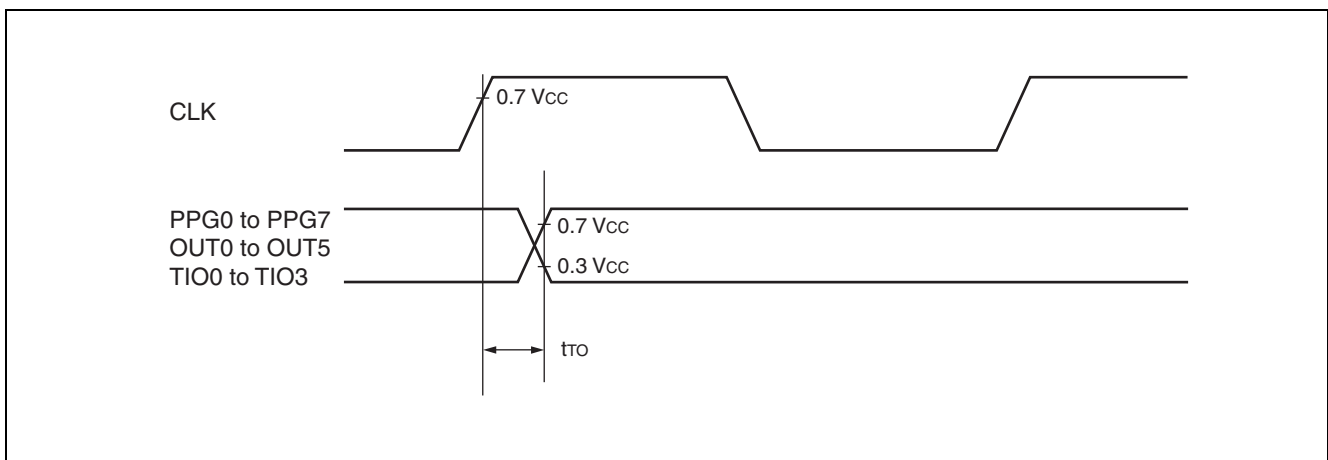 CLK
0.7 VCC
PPG0 to PPG7
OUT0 to OUT5
TIO0 to TIO3
0.7 VCC
0.3 VCC
tTO